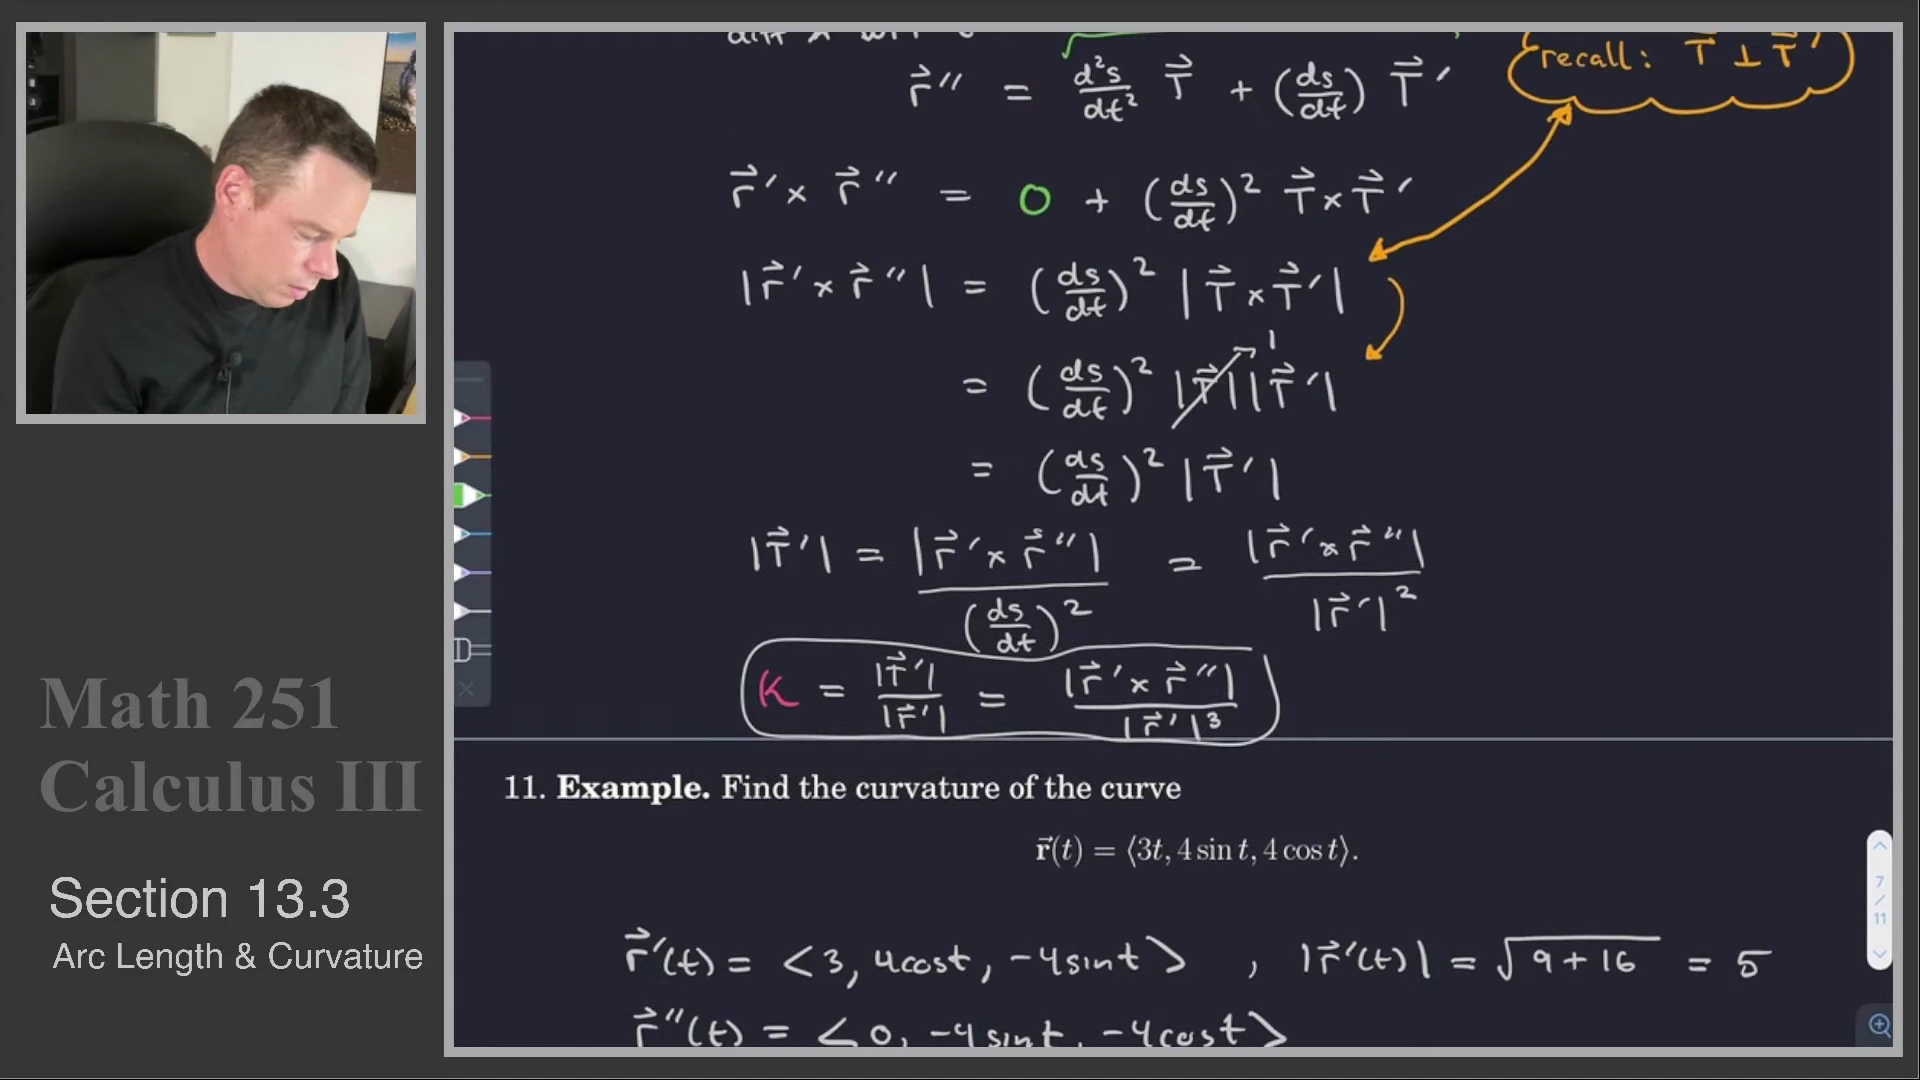 recall: T⃗ ⊥ T⃗ ′
r⃗ ″ = d²s/dt² T⃗ + (ds/dt) T⃗ ′
r⃗ ′ × r⃗ ″ = 0 + (ds/dt)² T⃗ × T⃗ ′
|r⃗ ′ × r⃗ ″| = (ds/dt)² |T⃗ × T⃗ ′|
= (ds/dt)² |T⃗| |T⃗ ′| 1
= (ds/dt)² |T⃗ ′|
|T⃗ ′| = |r⃗ ′ × r⃗ ″| / (ds/dt)² = |r⃗ ′ × r⃗ ″| / |r⃗ ′|²
K = |T⃗ ′| / |r⃗ ′| = |r⃗ ′ × r⃗ ″| / |r⃗ ′|³
11. Example. Find the curvature of the curve
r⃗(t) = ⟨3t, 4 sin t, 4 cos t⟩.
r⃗ ′(t) = <3, 4cost, -4sint> , |r⃗ ′(t)| = √(9+16) = 5
r⃗ ″(t) = <0, -4sint, -4cost>
Math 251
Calculus III
Section 13.3
Arc Length & Curvature
7
/
11